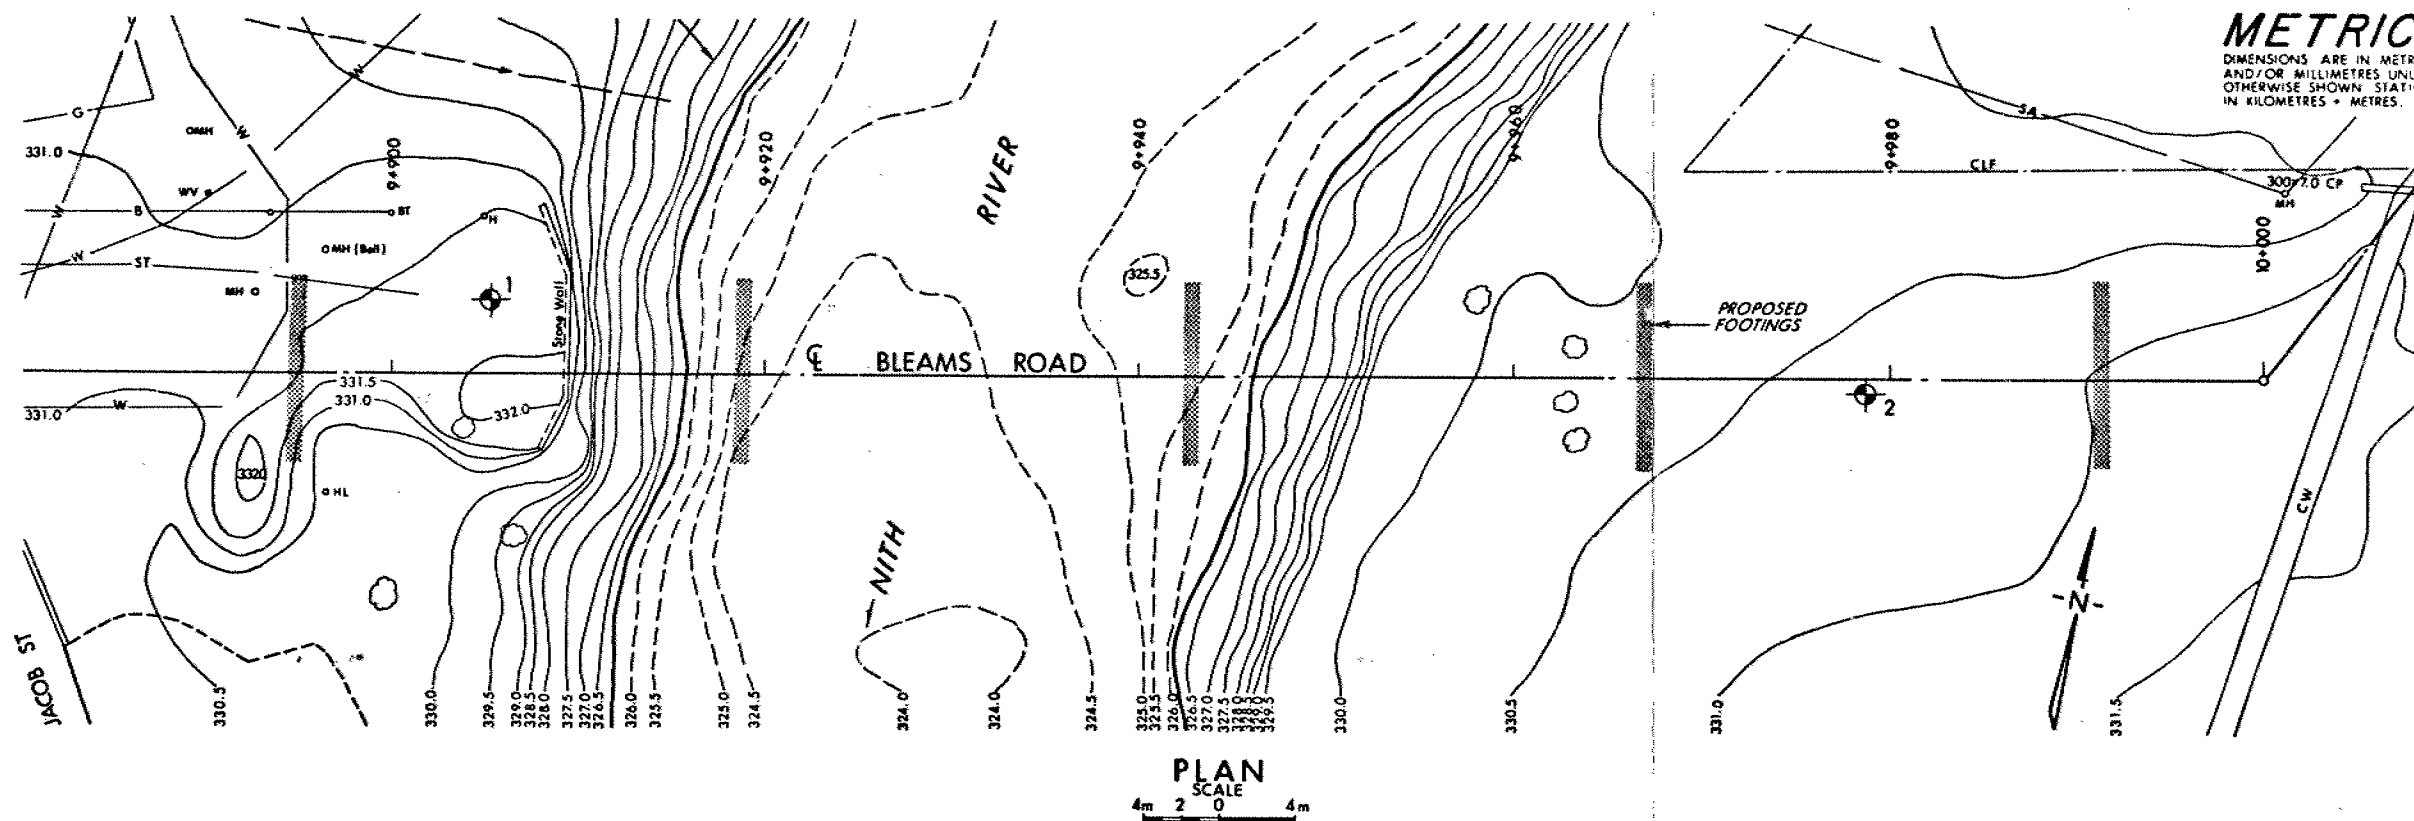 METRIC
DIMENSIONS ARE IN METR
AND/OR MILLIMETRES UNL
OTHERWISE SHOWN STATI
IN KILOMETRES + METRES.
G
W
W
MH
331.0
WV
9+900
9+920
9+940
9+960
9+980
10+000
SA
CLF
300
7.0 CP
MH
W
B
BT
H
MH (Bell)
W
ST
MH
1
Stone Wall
RIVER
325.5
PROPOSED
FOOTINGS
℄ BLEAMS ROAD
331.5
331.0
331.0
W
332.0
2
3320
HL
NITH
CW
-N-
JACOB ST
330.5
330.0
329.5
329.0
328.5
328.0
327.5
327.0
326.5
326.0
325.5
325.0
324.5
324.0
324.0
324.5
325.0
325.5
326.0
326.5
327.0
327.5
328.0
328.5
329.0
329.5
330.0
330.5
331.0
331.5
PLAN
SCALE
4m 2 0 4m